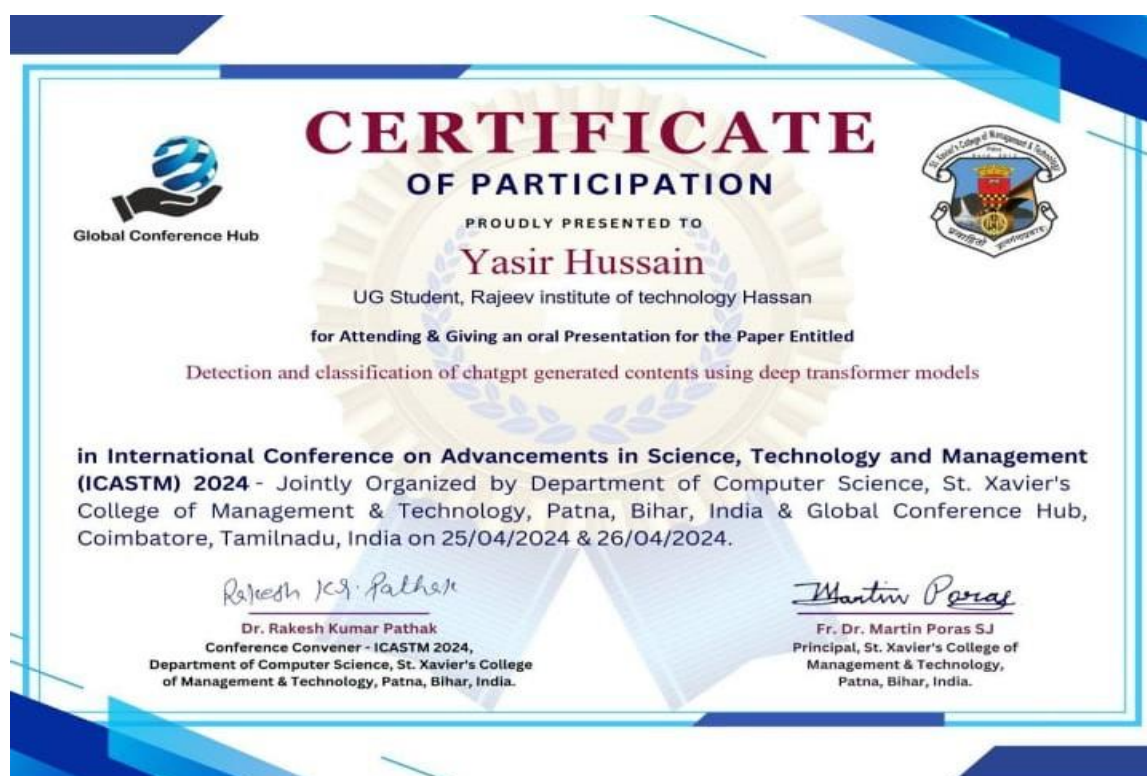 CERTIFICATE
OF PARTICIPATION
PROUDLY PRESENTED TO
Global Conference Hub
St. Xavier's College of Management & Technology
Yasir Hussain
UG Student, Rajeev institute of technology Hassan
for Attending & Giving an oral Presentation for the Paper Entitled
Detection and classification of chatgpt generated contents using deep transformer models
in International Conference on Advancements in Science, Technology and Management
(ICASTM) 2024 - Jointly Organized by Department of Computer Science, St. Xavier's
College of Management & Technology, Patna, Bihar, India & Global Conference Hub,
Coimbatore, Tamilnadu, India on 25/04/2024 & 26/04/2024.
Martin Poras
Dr. Rakesh Kumar Pathak
Conference Convener - ICASTM 2024,
Department of Computer Science, St. Xavier's College
of Management & Technology, Patna, Bihar, India.
Fr. Dr. Martin Poras SJ
Principal, St. Xavier's College of
Management & Technology,
Patna, Bihar, India.